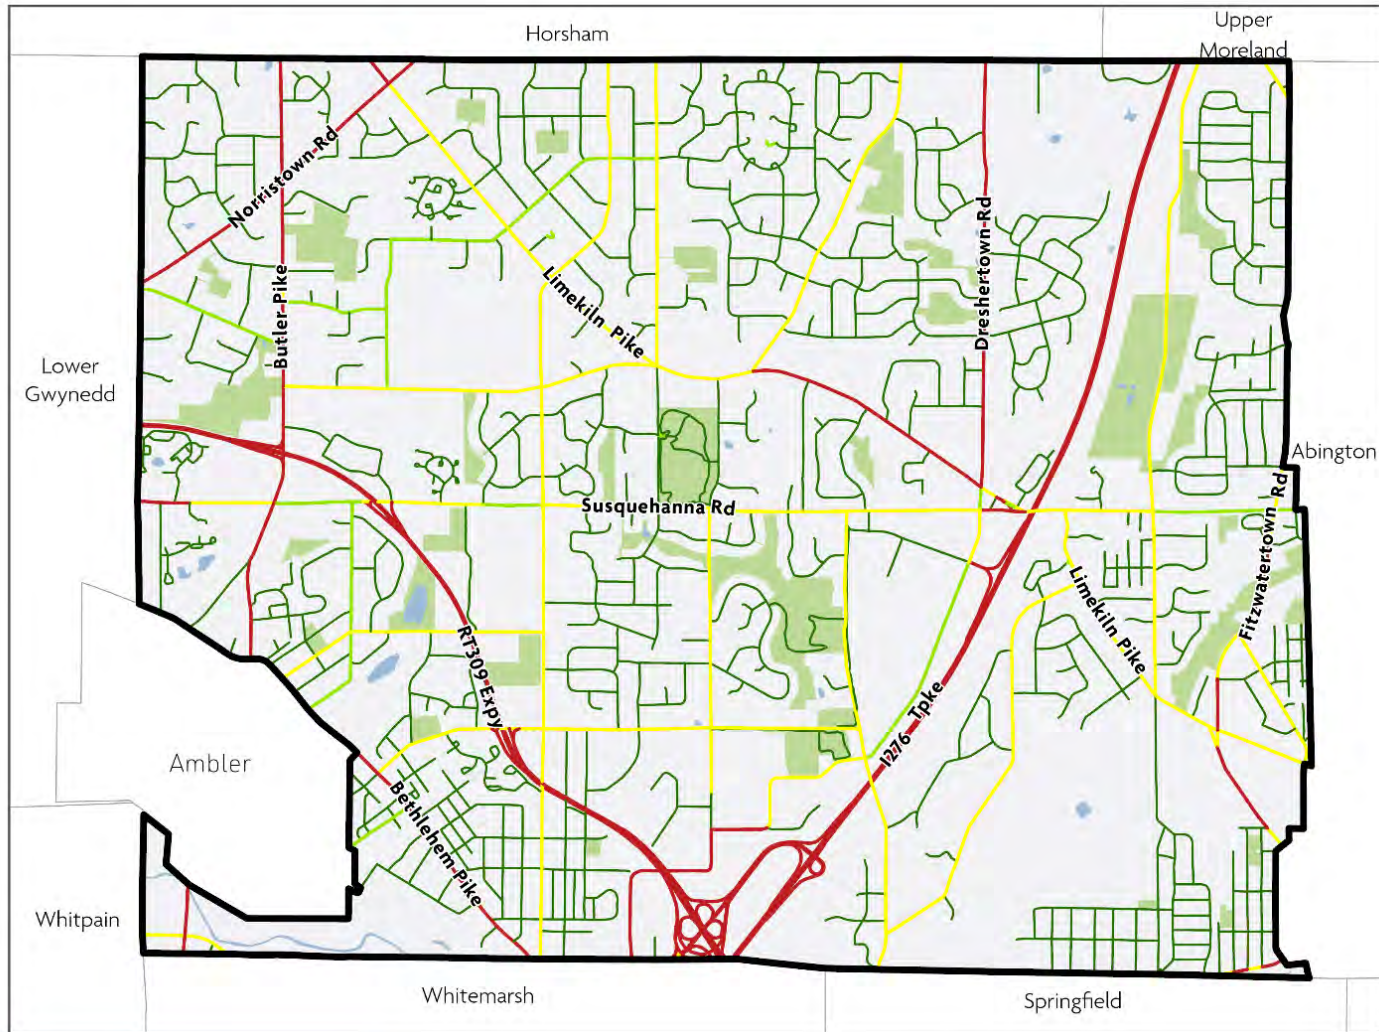 Horsham
Upper
Moreland
Norristown Rd
Butler Pike
Limekiln Pike
Dreshertown Rd
Lower
Gwynedd
Abington
Susquehanna Rd
Fitzwatertown Rd
Limekiln Pike
RT309 Expy
I276 Tpke
Ambler
Bethlehem Pike
Whitpain
Whitemarsh
Springfield